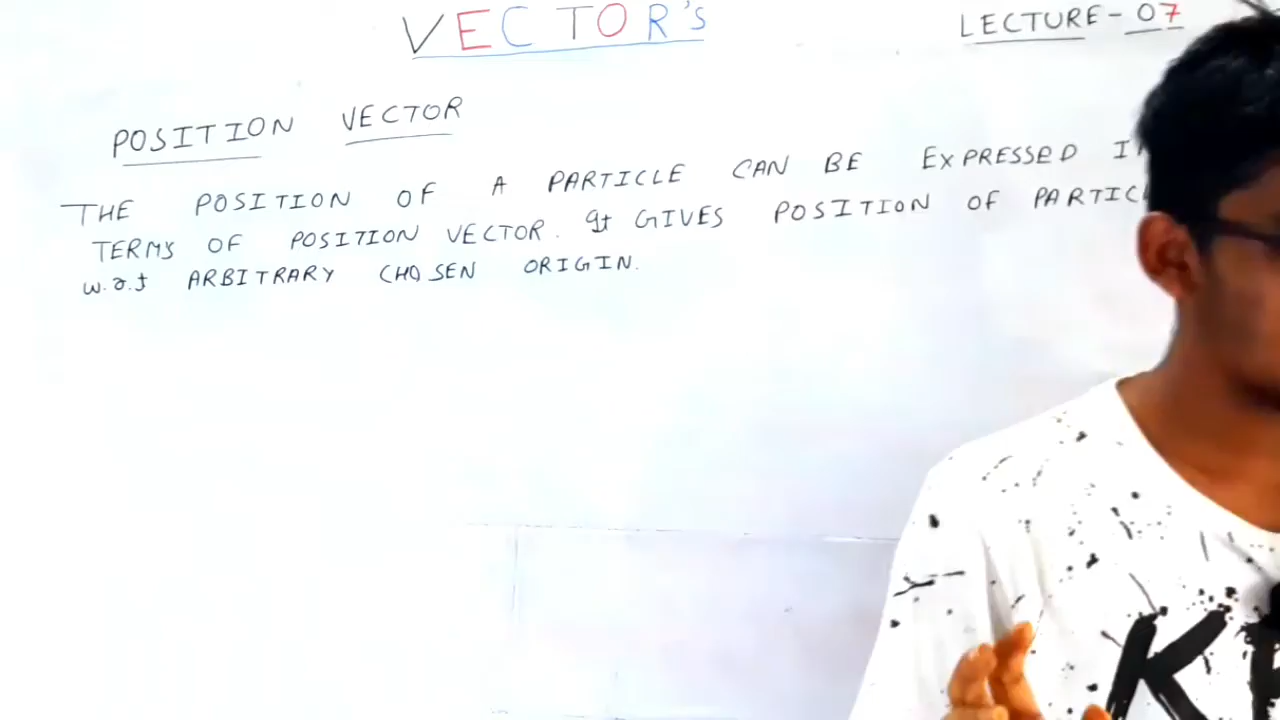 VECTOR's
LECTURE-07
POSITION VECTOR
THE POSITION OF A PARTICLE CAN BE EXPRESSED
TERMS OF POSITION VECTOR. It GIVES POSITION OF
w.r.t ARBITRARY CHOSEN ORIGIN.